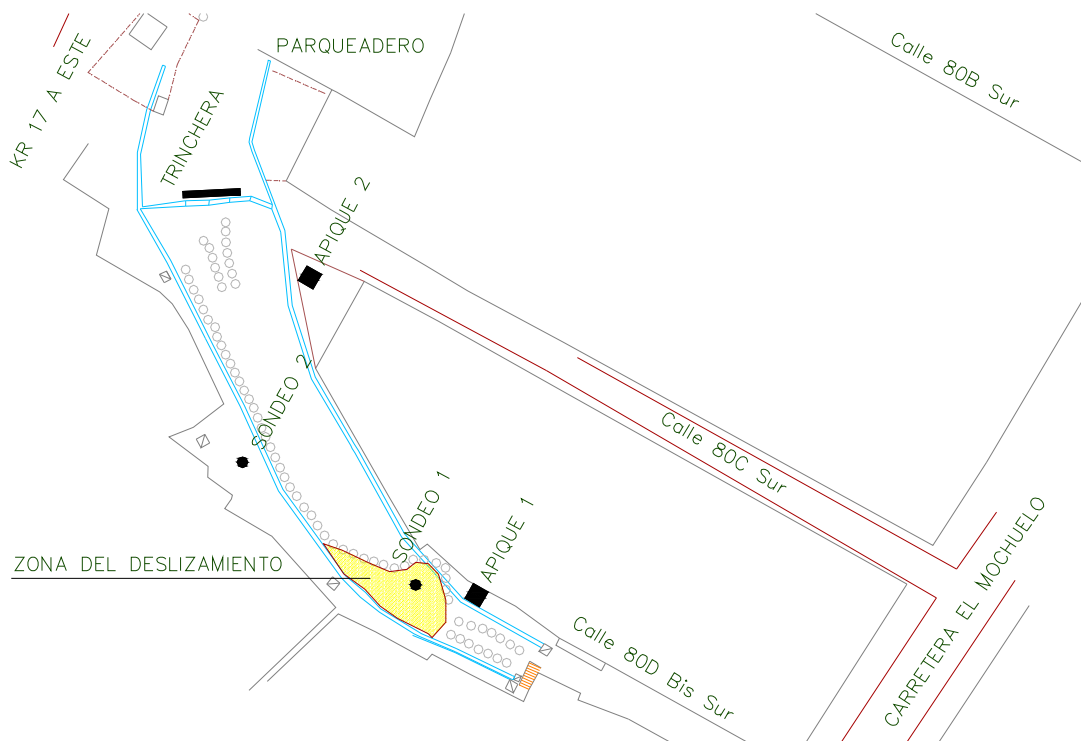 PARQUEADERO
Calle 80B Sur
KR 17 A ESTE
TRINCHERA
APIQUE 2
SONDEO 2
Calle 80C Sur
SONDEO 1
APIQUE 1
ZONA DEL DESLIZAMIENTO
CARRETERA EL MOCHUELO
Calle 80D Bis Sur